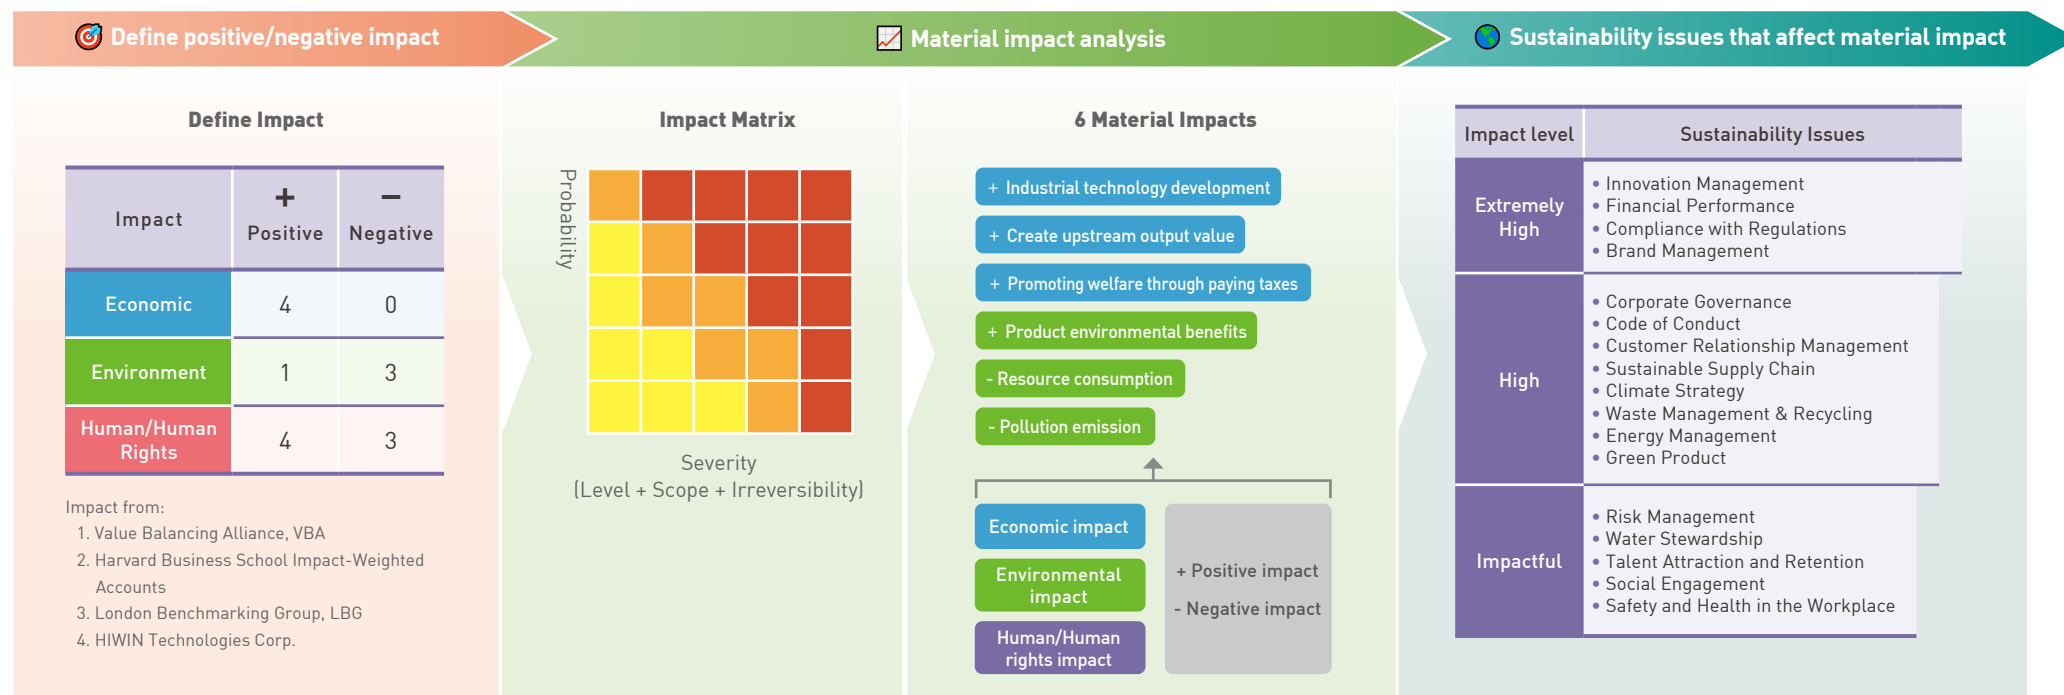 Define positive/negative impact
Material impact analysis
Sustainability issues that affect material impact
Define Impact
Impact
+
Positive
−
Negative
Economic
4
0
Environment
1
3
Human/Human
Rights
4
3
Impact from:
1. Value Balancing Alliance, VBA
2. Harvard Business School Impact-Weighted
Accounts
3. London Benchmarking Group, LBG
4. HIWIN Technologies Corp.
Impact Matrix
Probability
Severity
(Level + Scope + Irreversibility)
6 Material Impacts
+ Industrial technology development
+ Create upstream output value
+ Promoting welfare through paying taxes
+ Product environmental benefits
- Resource consumption
- Pollution emission
Economic impact
Environmental
impact
Human/Human
rights impact
+ Positive impact
- Negative impact
Impact level
Sustainability Issues
Extremely
High
• Innovation Management
• Financial Performance
• Compliance with Regulations
• Brand Management
High
• Corporate Governance
• Code of Conduct
• Customer Relationship Management
• Sustainable Supply Chain
• Climate Strategy
• Waste Management & Recycling
• Energy Management
• Green Product
Impactful
• Risk Management
• Water Stewardship
• Talent Attraction and Retention
• Social Engagement
• Safety and Health in the Workplace